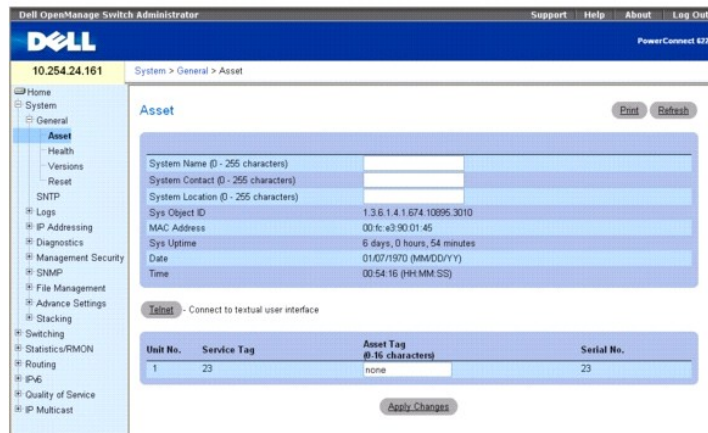 Dell OpenManage Switch Administrator
Support Help About Log Out
DELL
PowerConnect
10.254.24.161
System > General > Asset
Home
System
General
Asset
Health
Versions
Reset
SNTP
Logs
IP Addressing
Diagnostics
Management Security
SNMP
File Management
Advance Settings
Stacking
Switching
Statistics/RMON
Routing
IPv6
Quality of Service
IP Multicast
Asset
Print Refresh
System Name (0 - 255 characters)
System Contact (0 - 255 characters)
System Location (0 - 255 characters)
Sys Object ID 1.3.6.1.4.1.674.10895.3010
MAC Address 00:fc:e3:90:01:45
Sys Uptime 6 days, 0 hours, 54 minutes
Date 01/07/1970 (MM/DD/YY)
Time 00:54:16 (HH:MM:SS)
Telnet - Connect to textual user interface
Unit No. Service Tag Asset Tag (0-16 characters) Serial No.
1 23 none 23
Apply Changes